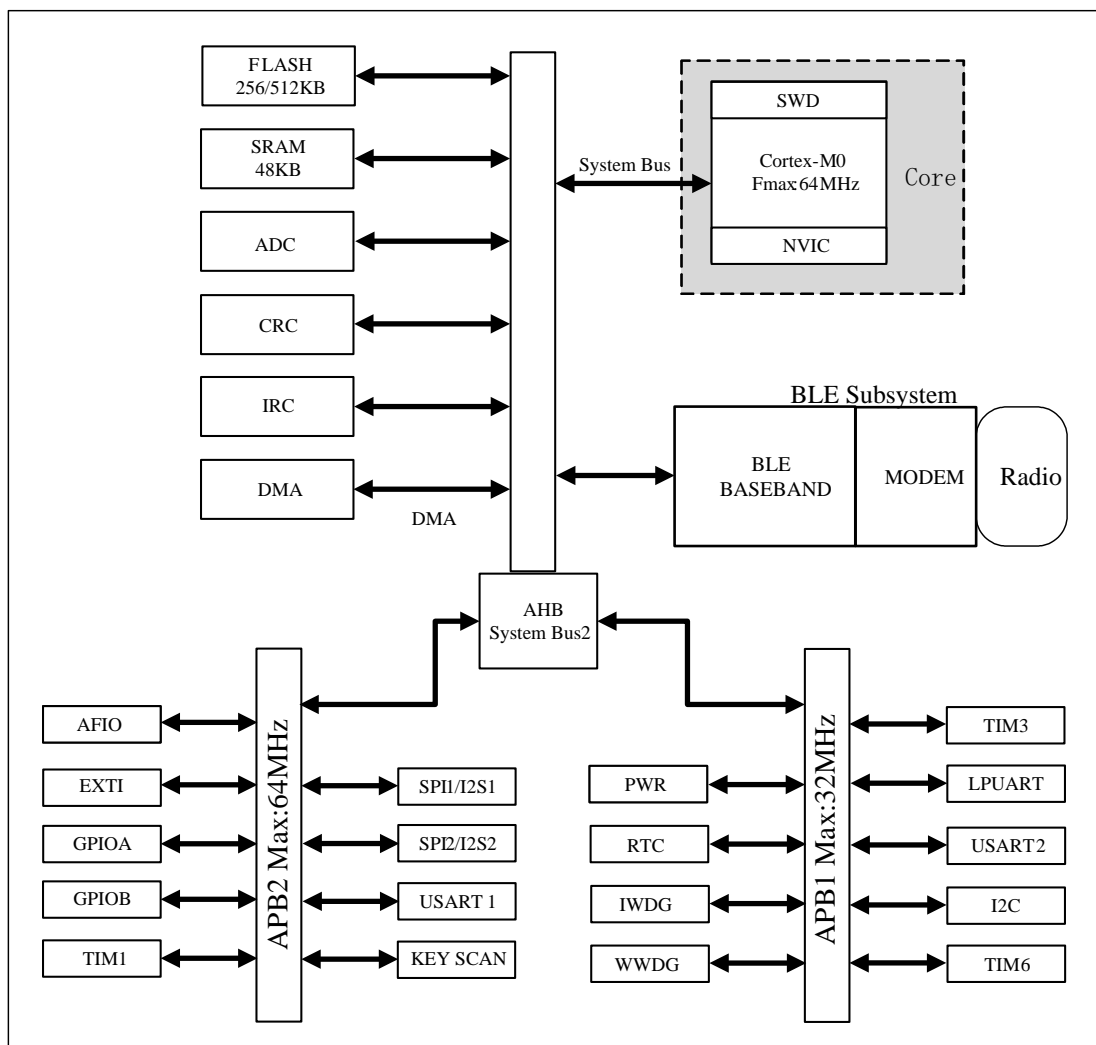 FLASH
256/512KB
SRAM
48KB
ADC
CRC
IRC
DMA
DMA
System Bus
SWD
Cortex-M0
Fmax:64MHz
NVIC
Core
BLE Subsystem
BLE
BASEBAND
MODEM
Radio
AHB
System Bus2
APB2 Max:64MHz
AFIO
EXTI
GPIOA
GPIOB
TIM1
SPI1/I2S1
SPI2/I2S2
USART 1
KEY SCAN
APB1 Max:32MHz
PWR
RTC
IWDG
WWDG
TIM3
LPUART
USART2
I2C
TIM6